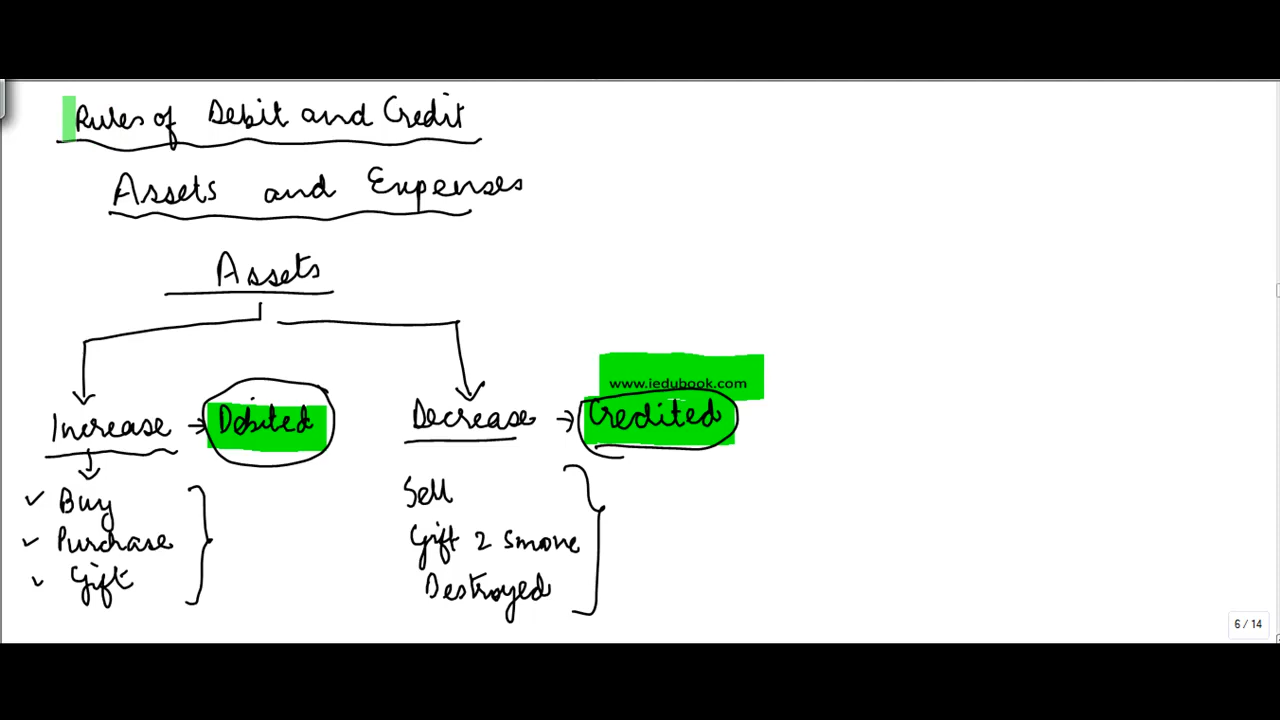 Rules of Debit and Credit
Assets and Expenses
Assets
www.iedubook.com
Increase → Debited
Decrease → Credited
✓ Buy
✓ Purchase
✓ Gift
Sell
Gift 2 Smone
Destroyed
6 / 14